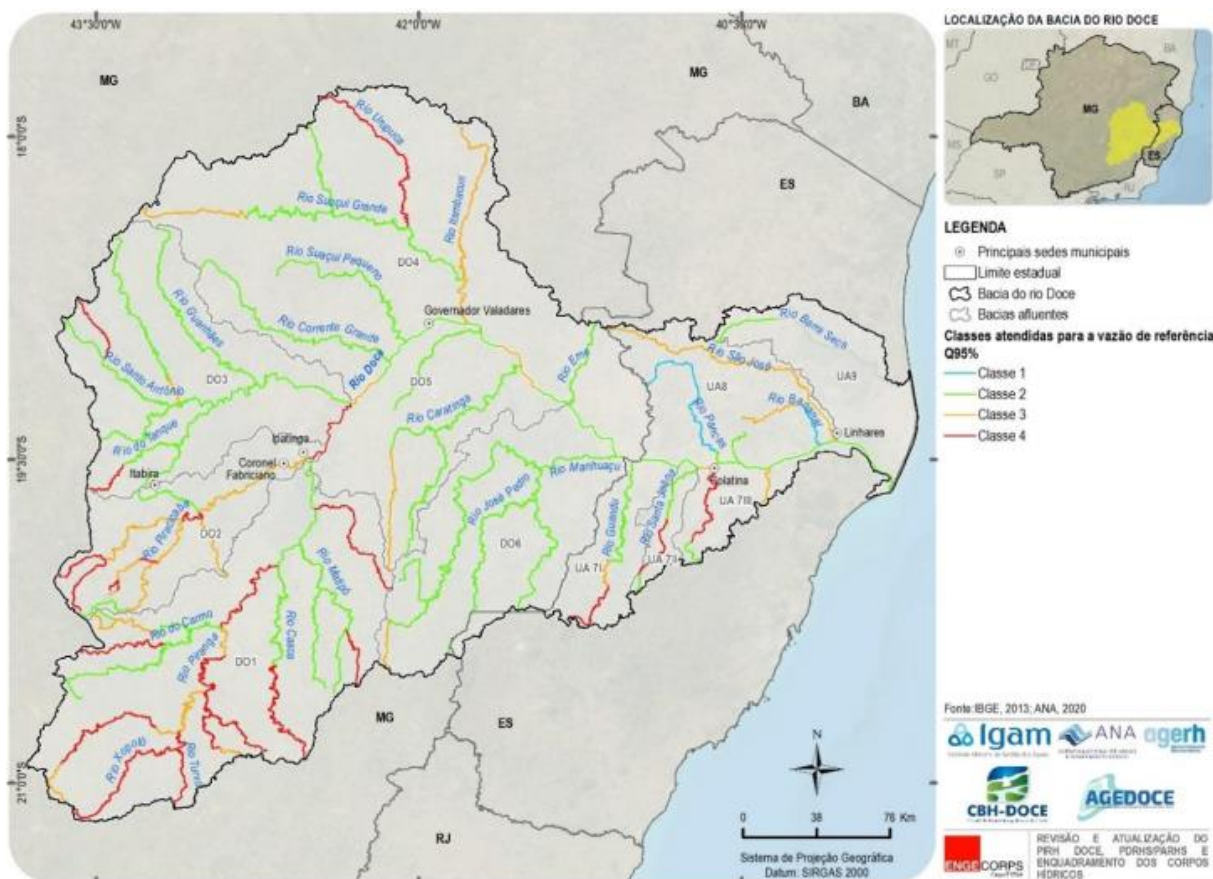 43°30'0"W
42°0'0"W
40°30'0"W
18°0'0"S
19°30'0"S
21°0'0"S
MG
MG
BA
ES
MG
ES
RJ
Rio Urupuca
Rio Itambacuri
Rio Suaçuí Grande
Rio Suaçuí Pequeno
DO4
Governador Valadares
Rio Corrente Grande
Rio Guanhães
Rio Santo Antônio
DO3
Rio Doce
DO5
Rio do Tanque
Ipatinga
Coronel
Fabriciano
Itabira
Rio Piracicaba
DO2
Rio Caratinga
Rio Eme
Rio São José
Rio Barra Seca
UA8
UA9
Rio Pancas
Linhares
Colatina
Rio Manhuaçu
Rio José Pedro
DO6
Rio Guandu
UA 7I
UA 7II
UA 7III
Rio Matipó
Rio Casca
Rio do Carmo
Rio Piranga
DO1
Rio Xopotó
Rio Turvo
N
0 38 76 Km
Sistema de Projeção Geográfica
Datum: SIRGAS 2000
LOCALIZAÇÃO DA BACIA DO RIO DOCE
MT
GO
BA
MG
MS
SP
ES
RJ
LEGENDA
Principais sedes municipais
Limite estadual
Bacia do rio Doce
Bacias afluentes
Classes atendidas para a vazão de referência
Q95%
Classe 1
Classe 2
Classe 3
Classe 4
Fonte:IBGE, 2013; ANA, 2020
Igam
ANA
agerh
CBH-DOCE
AGEDOCE
ENGECORPS
REVISÃO E ATUALIZAÇÃO DO
PIRH DOCE, PDRHS/PARHS E
ENQUADRAMENTO DOS CORPOS
HÍDRICOS